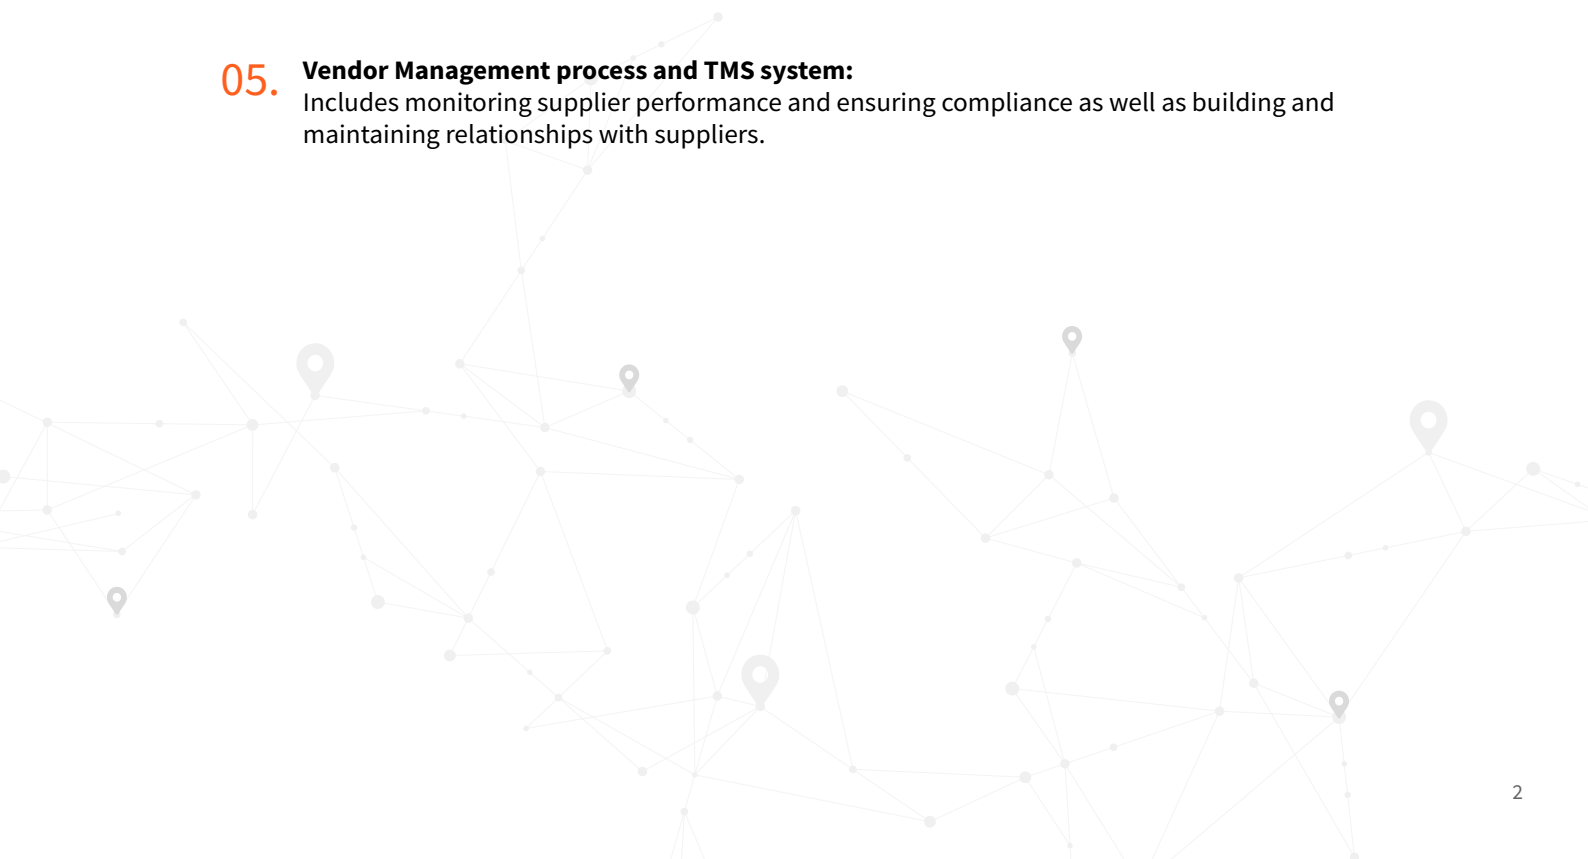 05.
Vendor Management process and TMS system:
Includes monitoring supplier performance and ensuring compliance as well as building and
maintaining relationships with suppliers.
2